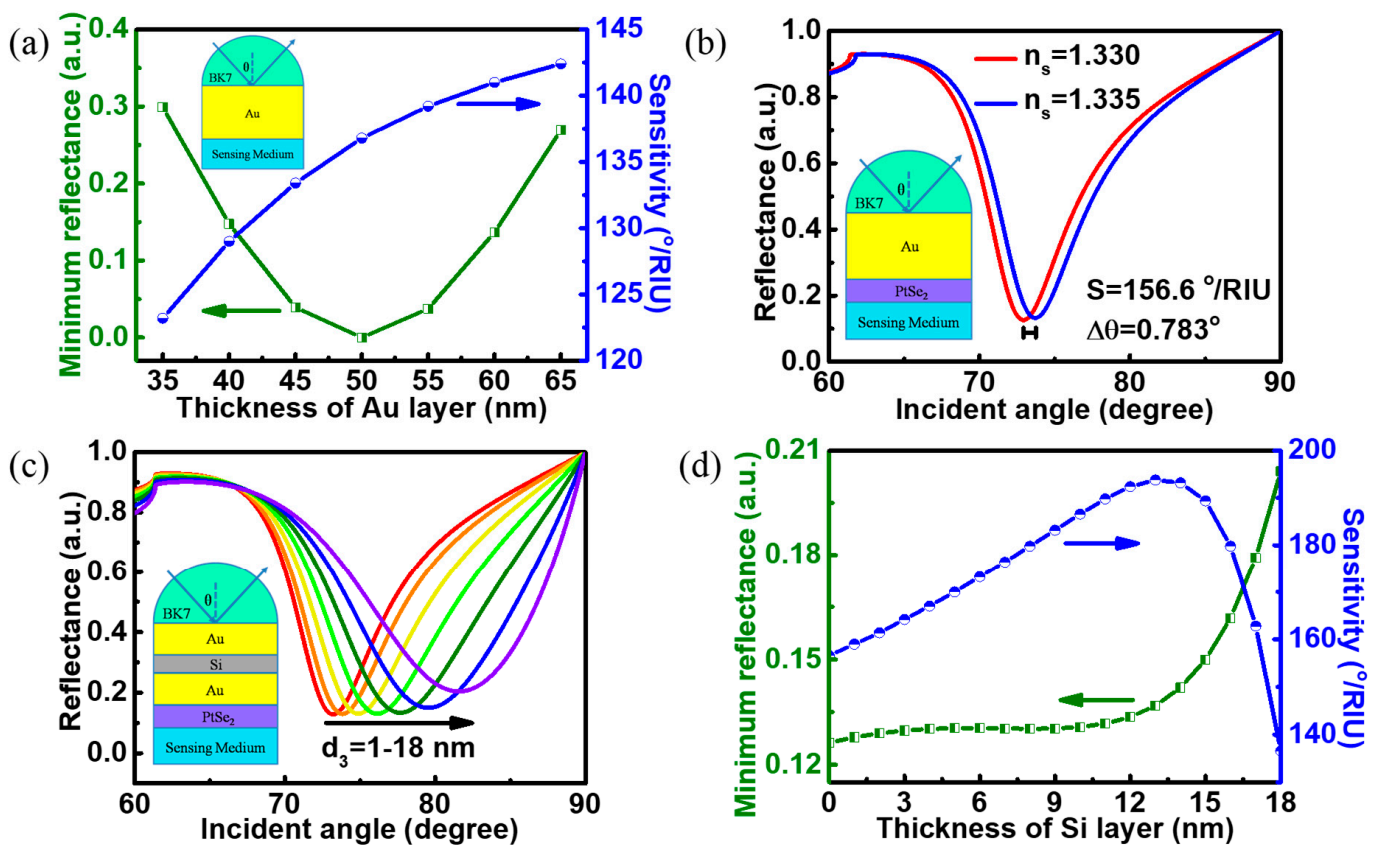 (a)
Minimum reflectance (a.u.)
0.4
0.3
0.2
0.1
0.0
θ
BK7
Au
Sensing Medium
145
140
135
130
125
120
Sensitivity (°/RIU)
35 40 45 50 55 60 65
Thickness of Au layer (nm)
(b)
Reflectance (a.u.)
1.0
0.8
0.6
0.4
0.2
0.0
n_s=1.330
n_s=1.335
θ
BK7
Au
PtSe₂
Sensing Medium
S=156.6 °/RIU
Δθ=0.783°
60 70 80 90
Incident angle (degree)
(c)
Reflectance (a.u.)
1.0
0.8
0.6
0.4
0.2
0.0
θ
BK7
Au
Si
Au
PtSe₂
Sensing Medium
d₃=1-18 nm
60 70 80 90
Incident angle (degree)
(d)
Minimum reflectance (a.u.)
0.21
0.18
0.15
0.12
200
180
160
140
Sensitivity (°/RIU)
0 3 6 9 12 15 18
Thickness of Si layer (nm)